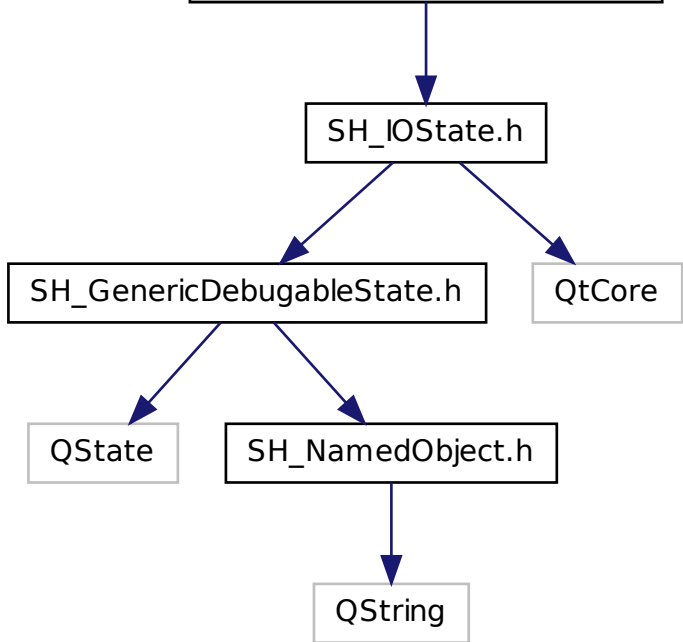 SH_IOState.h
SH_GenericDebugableState.h
QtCore
QState
SH_NamedObject.h
QString